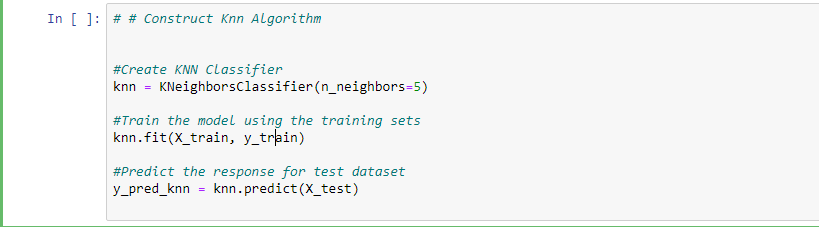 In [ ]: # # Construct Knn Algorithm
#Create KNN Classifier
knn = KNeighborsClassifier(n_neighbors=5)
#Train the model using the training sets
knn.fit(X_train, y_train)
#Predict the response for test dataset
y_pred_knn = knn.predict(X_test)